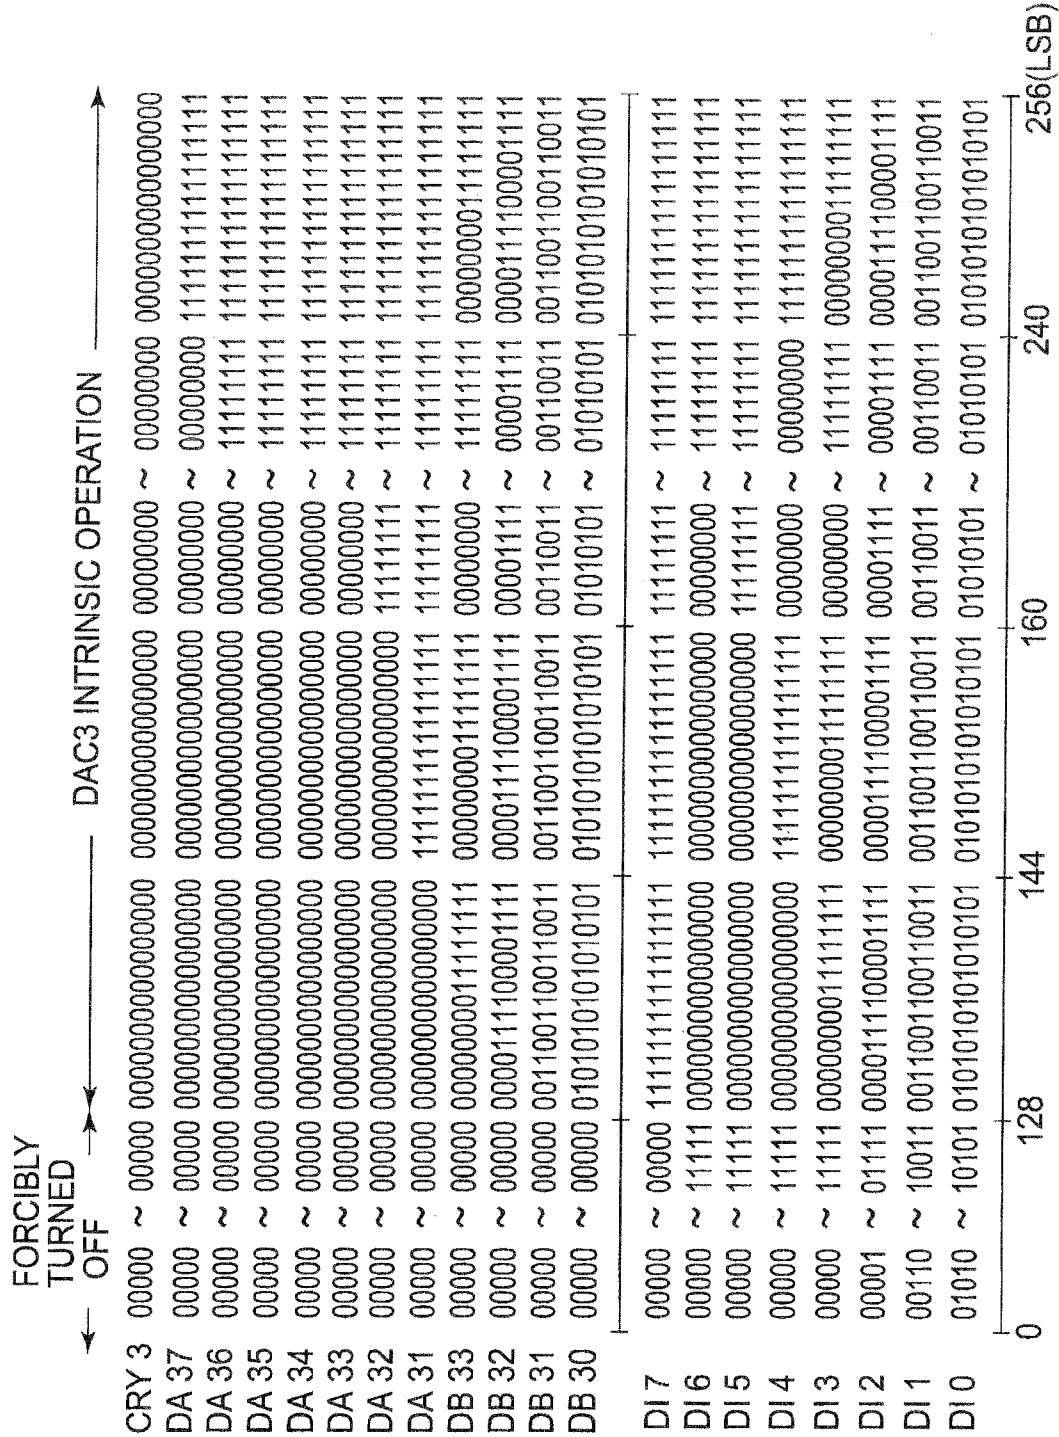 FORCIBLY
TURNED
OFF
DAC3 INTRINSIC OPERATION
CRY 3 00000 ~ 00000 0000000000000000 0000000000000000 00000000 ~ 00000000 0000000000000000
DA 37 00000 ~ 00000 0000000000000000 0000000000000000 00000000 ~ 00000000 1111111111111111
DA 36 00000 ~ 00000 0000000000000000 0000000000000000 00000000 ~ 11111111 1111111111111111
DA 35 00000 ~ 00000 0000000000000000 0000000000000000 00000000 ~ 11111111 1111111111111111
DA 34 00000 ~ 00000 0000000000000000 0000000000000000 00000000 ~ 11111111 1111111111111111
DA 33 00000 ~ 00000 0000000000000000 0000000000000000 00000000 ~ 11111111 1111111111111111
DA 32 00000 ~ 00000 0000000000000000 0000000000000000 11111111 ~ 11111111 1111111111111111
DA 31 00000 ~ 00000 0000000000000000 1111111111111111 11111111 ~ 11111111 1111111111111111
DB 33 00000 ~ 00000 0000000011111111 0000000011111111 00000000 ~ 11111111 0000000011111111
DB 32 00000 ~ 00000 0000111100001111 0000111100001111 00001111 ~ 00001111 0000111100001111
DB 31 00000 ~ 00000 0011001100110011 0011001100110011 00110011 ~ 00110011 0011001100110011
DB 30 00000 ~ 00000 0101010101010101 0101010101010101 01010101 ~ 01010101 0101010101010101
DI 7 00000 ~ 00000 1111111111111111 1111111111111111 11111111 ~ 11111111 1111111111111111
DI 6 00000 ~ 11111 0000000000000000 0000000000000000 00000000 ~ 11111111 1111111111111111
DI 5 00000 ~ 11111 0000000000000000 0000000000000000 11111111 ~ 11111111 1111111111111111
DI 4 00000 ~ 11111 0000000000000000 1111111111111111 00000000 ~ 00000000 1111111111111111
DI 3 00000 ~ 11111 0000000011111111 0000000011111111 00000000 ~ 11111111 0000000011111111
DI 2 00001 ~ 01111 0000111100001111 0000111100001111 00001111 ~ 00001111 0000111100001111
DI 1 00110 ~ 10011 0011001100110011 0011001100110011 00110011 ~ 00110011 0011001100110011
DI 0 01010 ~ 10101 0101010101010101 0101010101010101 01010101 ~ 01010101 0101010101010101
0 128 144 160 240 256(LSB)